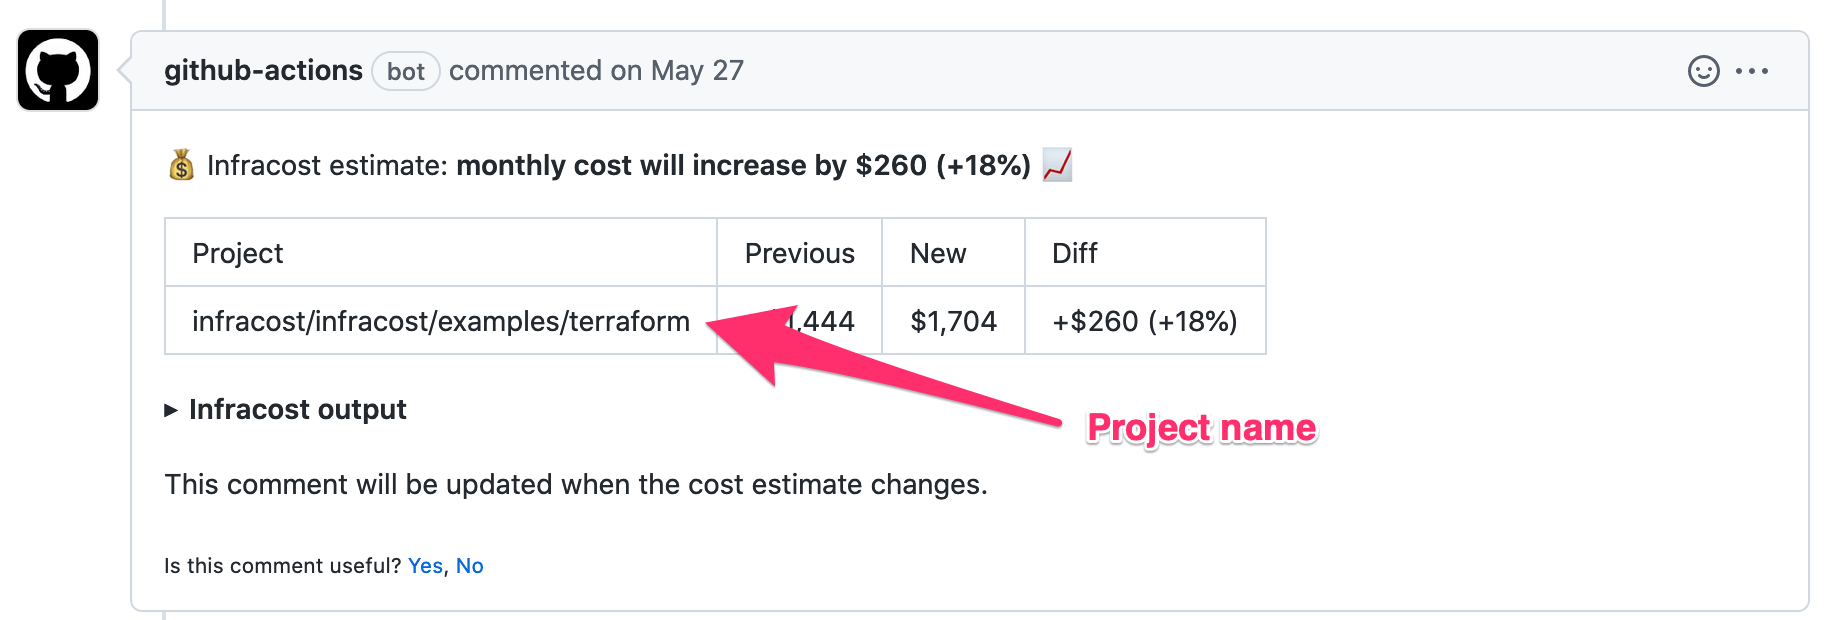 github-actions bot commented on May 27
Infracost estimate: monthly cost will increase by $260 (+18%)
Project Previous New Diff
infracost/infracost/examples/terraform 1,444 $1,704 +$260 (+18%)
Infracost output
Project name
This comment will be updated when the cost estimate changes.
Is this comment useful? Yes, No